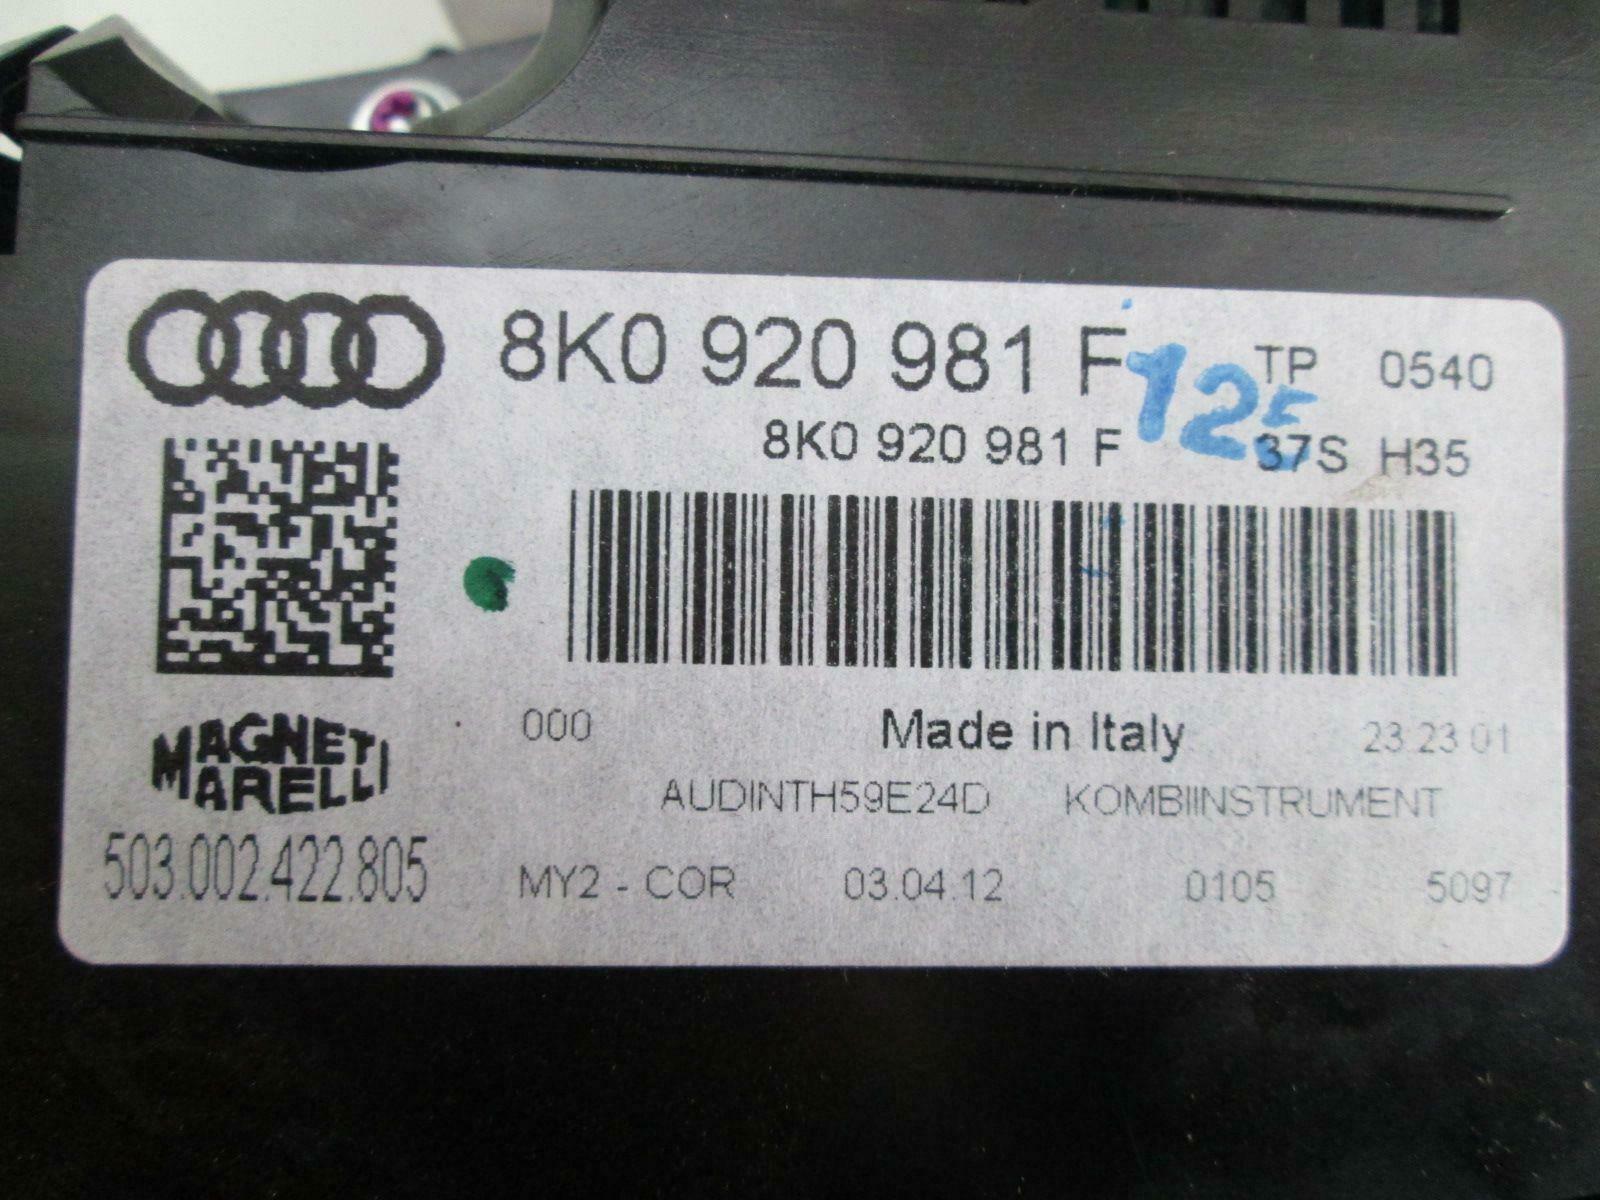 8K0 920 981 F TP 0540
125
8K0 920 981 F 37S H35
000 Made in Italy 23 23 01
MAGNETI
MARELLI
AUDINTH59E24D KOMBIINSTRUMENT
503.002.422.805
MY2 - COR 03.04.12 0105 5097